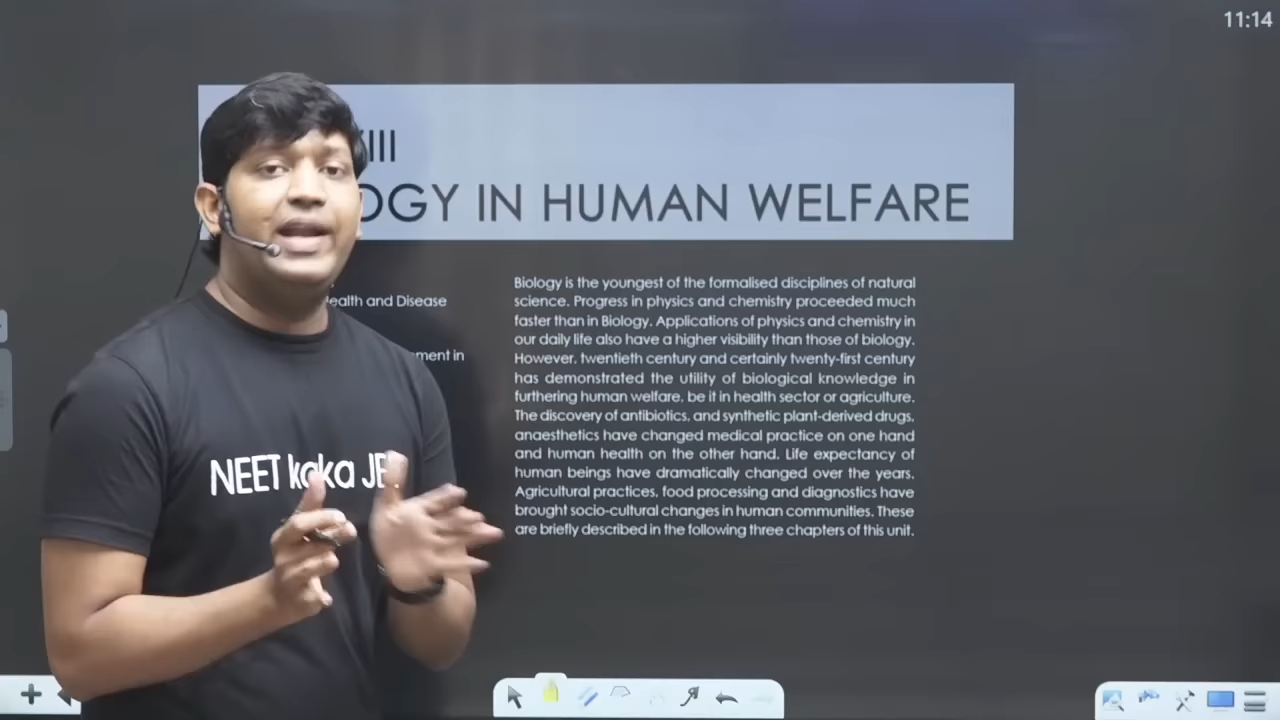 11:14
III
OGY IN HUMAN WELFARE
ealth and Disease
ment in
Biology is the youngest of the formalised disciplines of natural
science. Progress in physics and chemistry proceeded much
faster than in Biology. Applications of physics and chemistry in
our daily life also have a higher visibility than those of biology.
However, twentieth century and certainly twenty-first century
has demonstrated the utility of biological knowledge in
furthering human welfare, be it in health sector or agriculture.
The discovery of antibiotics, and synthetic plant-derived drugs,
anaesthetics have changed medical practice on one hand
and human health on the other hand. Life expectancy of
human beings have dramatically changed over the years.
Agricultural practices, food processing and diagnostics have
brought socio-cultural changes in human communities. These
are briefly described in the following three chapters of this unit.
NEET kaka JE